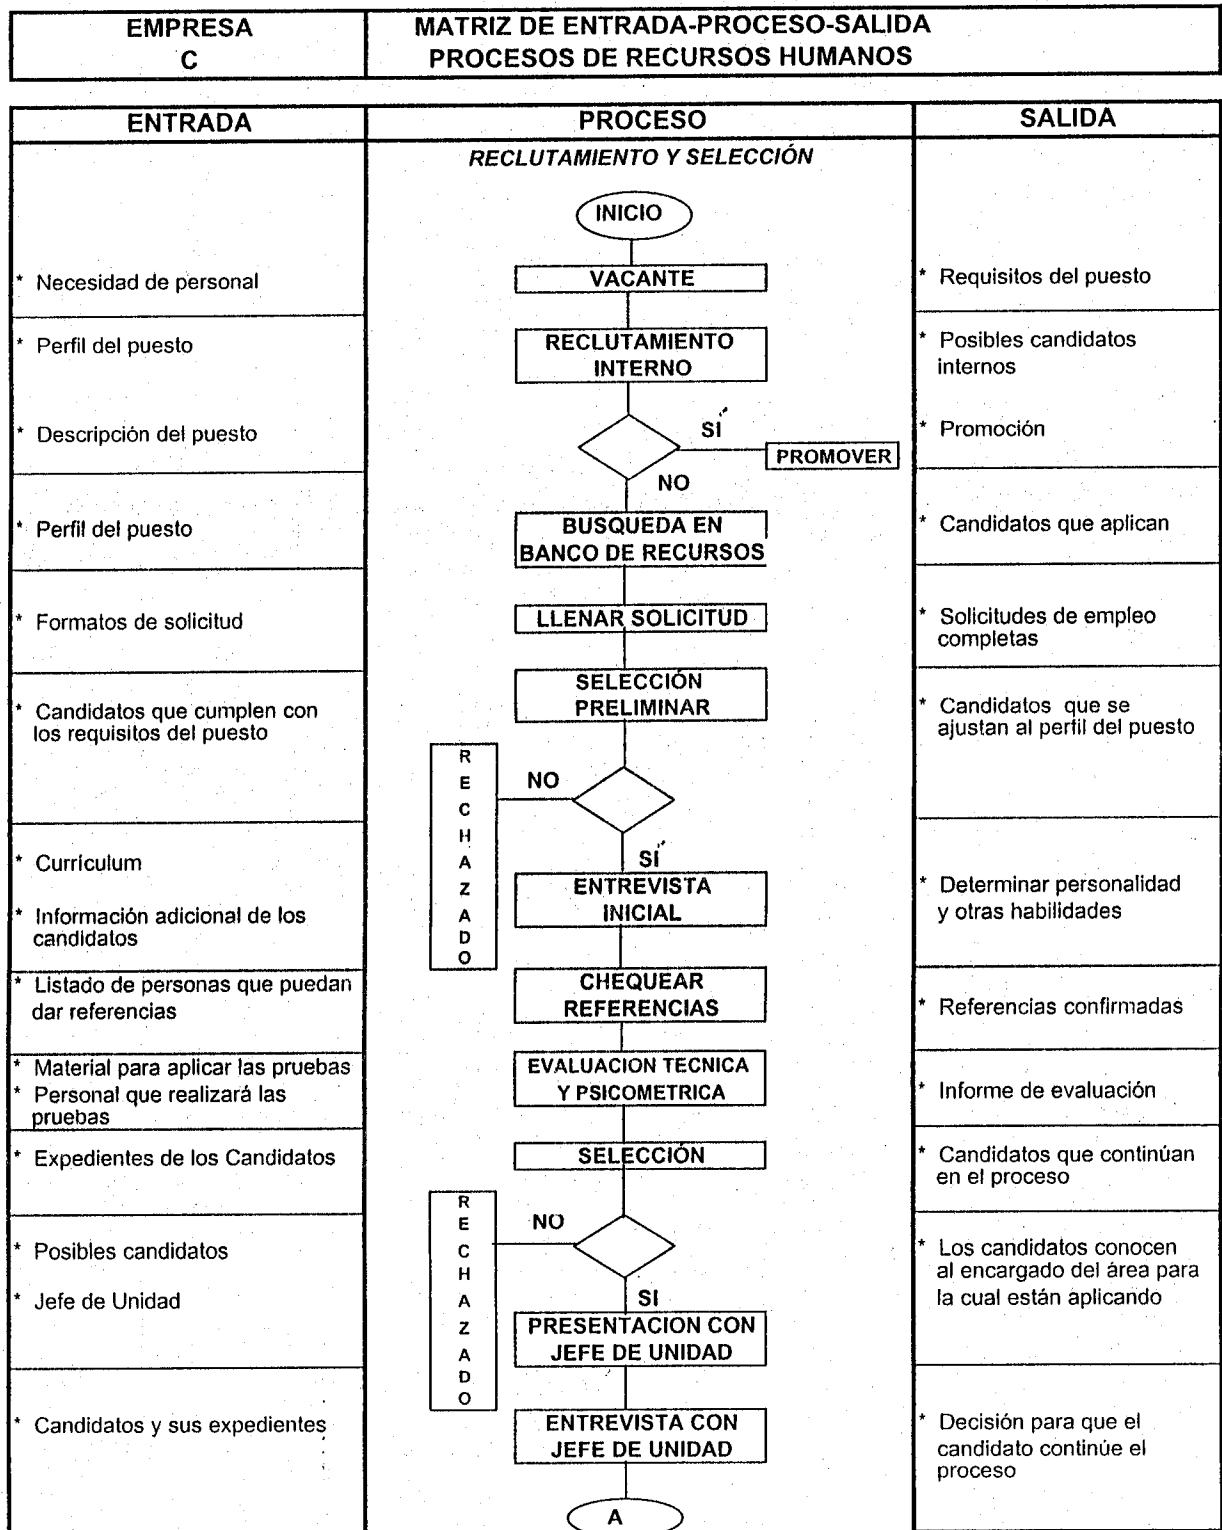 EMPRESA
C
MATRIZ DE ENTRADA-PROCESO-SALIDA
PROCESOS DE RECURSOS HUMANOS
ENTRADA
PROCESO
SALIDA
RECLUTAMIENTO Y SELECCIÓN
INICIO
* Necesidad de personal
VACANTE
* Requisitos del puesto
* Perfil del puesto
RECLUTAMIENTO
INTERNO
* Posibles candidatos
internos
* Descripción del puesto
SÍ
PROMOVER
* Promoción
NO
* Perfil del puesto
BUSQUEDA EN
BANCO DE RECURSOS
* Candidatos que aplican
* Formatos de solicitud
LLENAR SOLICITUD
* Solicitudes de empleo
completas
* Candidatos que cumplen con
los requisitos del puesto
SELECCIÓN
PRELIMINAR
* Candidatos que se
ajustan al perfil del puesto
RECHAZADO
NO
SÍ
* Currículum
* Información adicional de los
candidatos
ENTREVISTA
INICIAL
* Determinar personalidad
y otras habilidades
* Listado de personas que puedan
dar referencias
CHEQUEAR
REFERENCIAS
* Referencias confirmadas
* Material para aplicar las pruebas
* Personal que realizará las
pruebas
EVALUACION TECNICA
Y PSICOMETRICA
* Informe de evaluación
* Expedientes de los Candidatos
SELECCIÓN
* Candidatos que continúan
en el proceso
RECHAZADO
NO
SI
* Posibles candidatos
* Jefe de Unidad
PRESENTACION CON
JEFE DE UNIDAD
* Los candidatos conocen
al encargado del área para
la cual están aplicando
* Candidatos y sus expedientes
ENTREVISTA CON
JEFE DE UNIDAD
* Decisión para que el
candidato continúe el
proceso
A